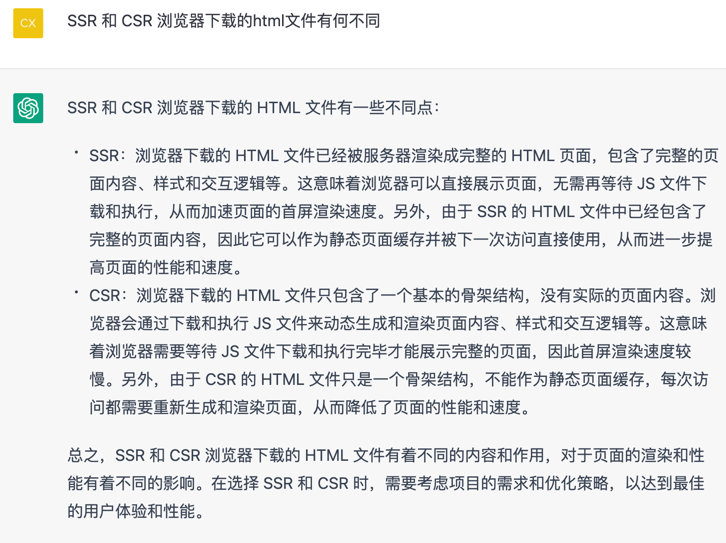 CX
SSR 和 CSR 浏览器下载的html文件有何不同
SSR 和 CSR 浏览器下载的 HTML 文件有一些不同点：
· SSR：浏览器下载的 HTML 文件已经被服务器渲染成完整的 HTML 页面，包含了完整的页
面内容、样式和交互逻辑等。这意味着浏览器可以直接展示页面，无需再等待 JS 文件下
载和执行，从而加速页面的首屏渲染速度。另外，由于 SSR 的 HTML 文件中已经包含了
完整的页面内容，因此它可以作为静态页面缓存并被下一次访问直接使用，从而进一步提
高页面的性能和速度。
· CSR：浏览器下载的 HTML 文件只包含了一个基本的骨架结构，没有实际的页面内容。浏
览器会通过下载和执行 JS 文件来动态生成和渲染页面内容、样式和交互逻辑等。这意味
着浏览器需要等待 JS 文件下载和执行完毕才能展示完整的页面，因此首屏渲染速度较
慢。另外，由于 CSR 的 HTML 文件只是一个骨架结构，不能作为静态页面缓存，每次访
问都需要重新生成和渲染页面，从而降低了页面的性能和速度。
总之，SSR 和 CSR 浏览器下载的 HTML 文件有着不同的内容和作用，对于页面的渲染和性
能有着不同的影响。在选择 SSR 和 CSR 时，需要考虑项目的需求和优化策略，以达到最佳
的用户体验和性能。